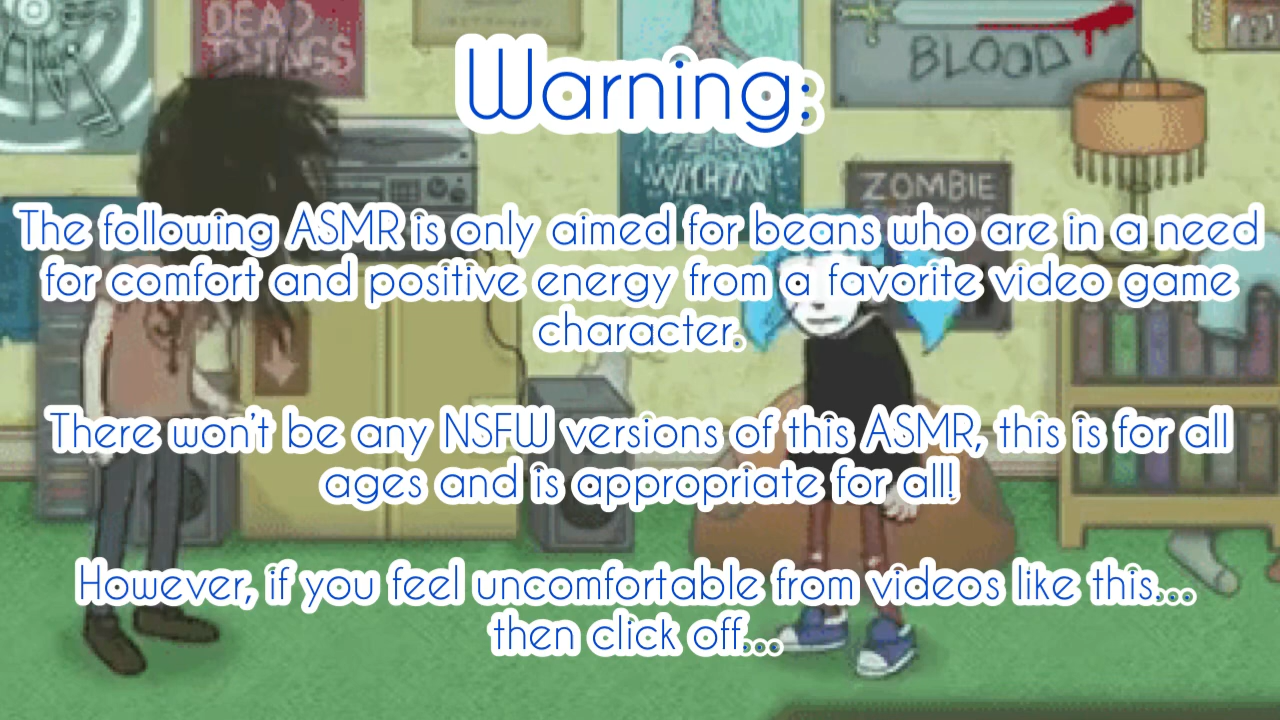 DEAD
THINGS
BLOOD
Warning:
WITHIN
ZOMBIE
The following ASMR is only aimed for beans who are in a need
for comfort and positive energy from a favorite video game
character.
There won't be any NSFW versions of this ASMR, this is for all
ages and is appropriate for all!
However, if you feel uncomfortable from videos like this...
then click off...